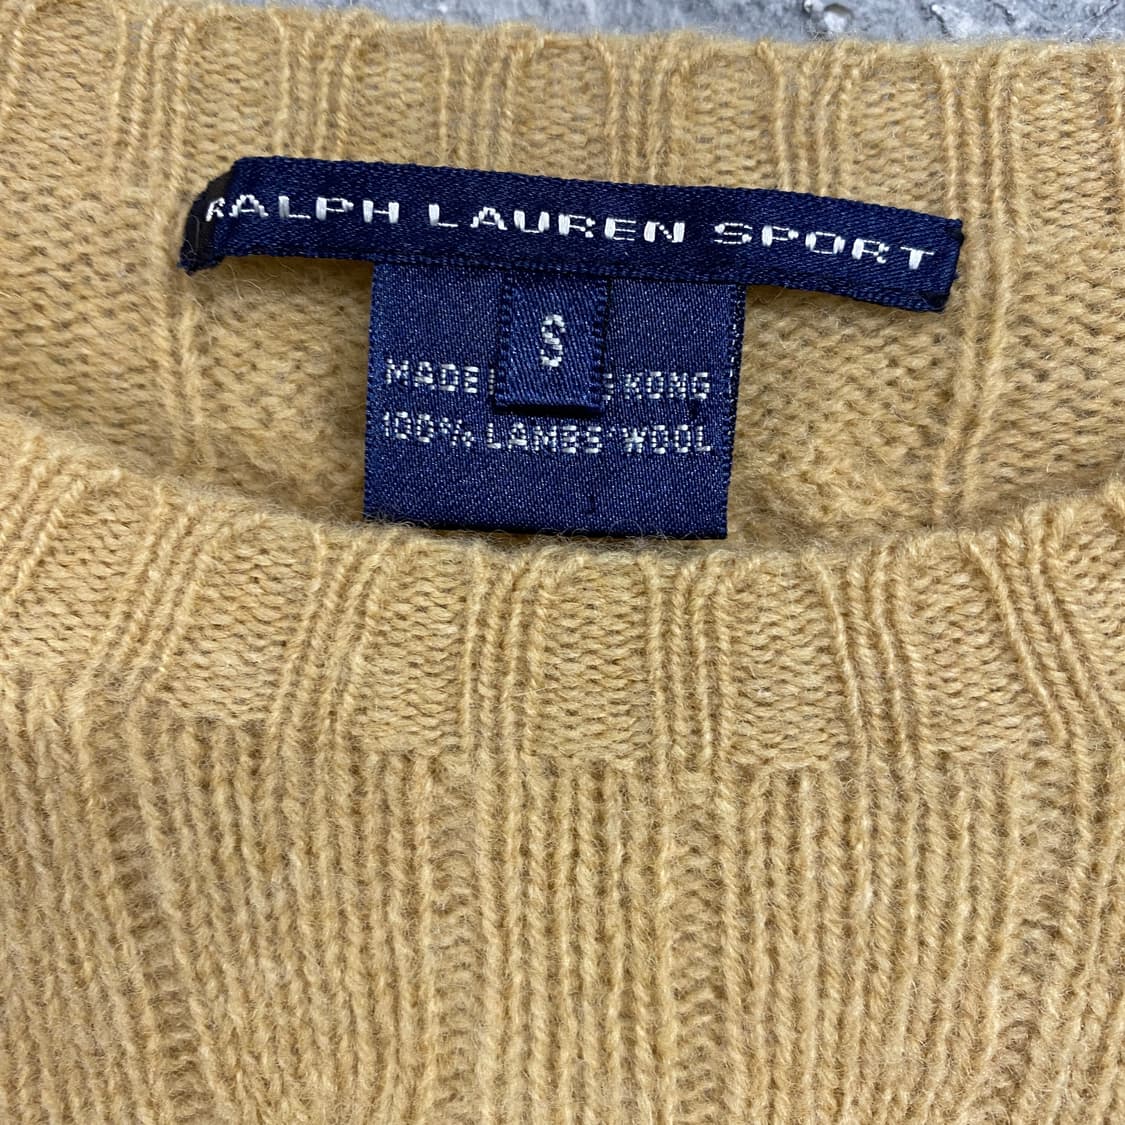 RALPH LAUREN SPORT
S
MADE KONG
100% LAMBS' WOOL